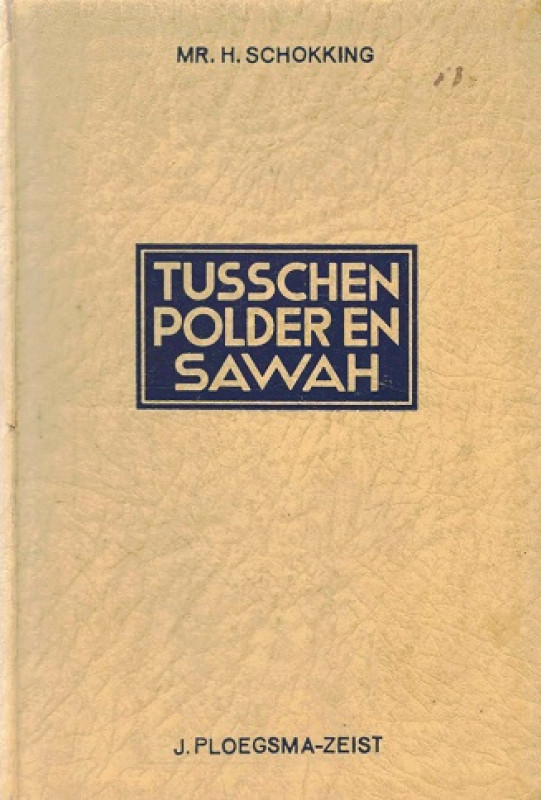 MR. H. SCHOKKING
TUSSCHEN
POLDER EN
SAWAH
J. PLOEGSMA-ZEIST